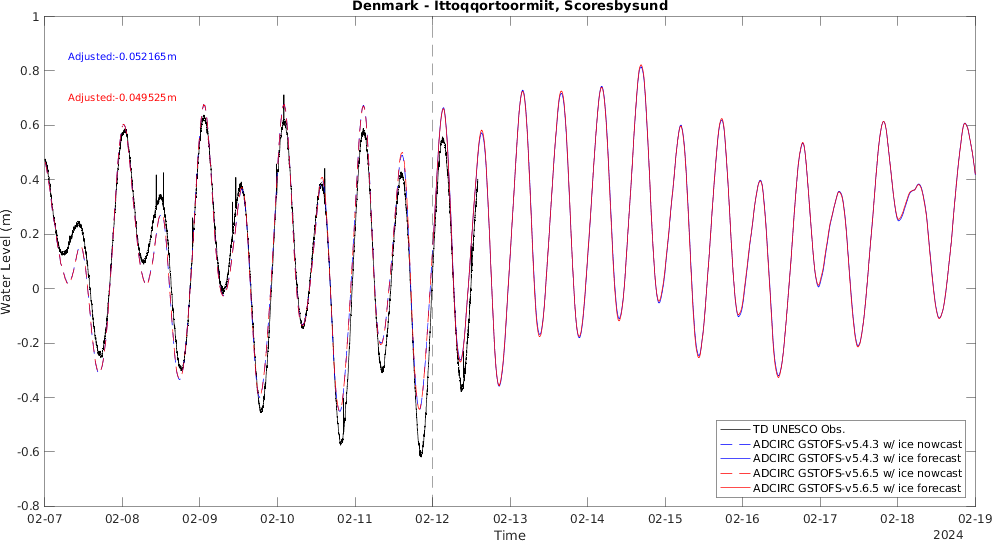 Denmark - Ittoqqortoormiit, Scoresbysund
1
0.8
0.6
0.4
0.2
0
-0.2
-0.4
-0.6
-0.8
Water Level (m)
Adjusted:-0.052165m
Adjusted:-0.049525m
TD UNESCO Obs.
ADCIRC GSTOFS-v5.4.3 w/ ice nowcast
ADCIRC GSTOFS-v5.4.3 w/ ice forecast
ADCIRC GSTOFS-v5.6.5 w/ ice nowcast
ADCIRC GSTOFS-v5.6.5 w/ ice forecast
02-07 02-08 02-09 02-10 02-11 02-12 02-13 02-14 02-15 02-16 02-17 02-18 02-19
Time
2024